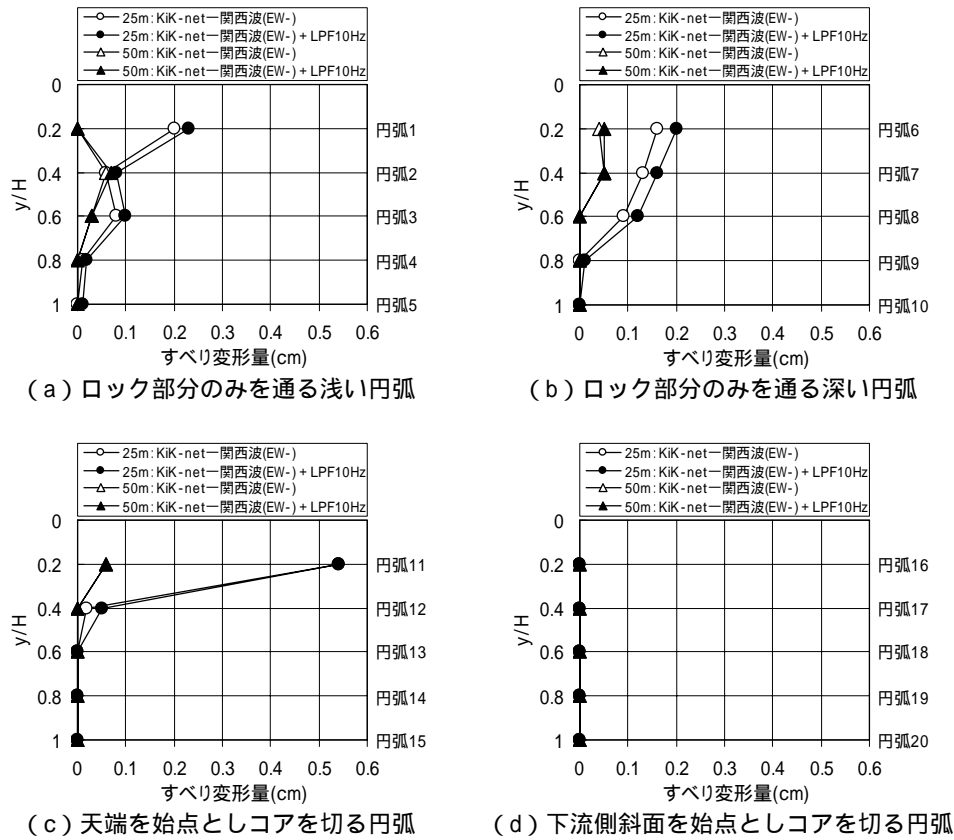 25m:KiK-net一関西波(EW-)
25m:KiK-net一関西波(EW-)+LPF10Hz
50m:KiK-net一関西波(EW-)
50m:KiK-net一関西波(EW-)+LPF10Hz
0
0.2
0.4
0.6
0.8
1
y/H
円弧1
円弧2
円弧3
円弧4
円弧5
0 0.1 0.2 0.3 0.4 0.5 0.6
すべり変形量(cm)
(a)ロック部分のみを通る浅い円弧
25m:KiK-net一関西波(EW-)
25m:KiK-net一関西波(EW-)+LPF10Hz
50m:KiK-net一関西波(EW-)
50m:KiK-net一関西波(EW-)+LPF10Hz
0
0.2
0.4
0.6
0.8
1
y/H
円弧6
円弧7
円弧8
円弧9
円弧10
0 0.1 0.2 0.3 0.4 0.5 0.6
すべり変形量(cm)
(b)ロック部分のみを通る深い円弧
25m:KiK-net一関西波(EW-)
25m:KiK-net一関西波(EW-)+LPF10Hz
50m:KiK-net一関西波(EW-)
50m:KiK-net一関西波(EW-)+LPF10Hz
0
0.2
0.4
0.6
0.8
1
y/H
円弧11
円弧12
円弧13
円弧14
円弧15
0 0.1 0.2 0.3 0.4 0.5 0.6
すべり変形量(cm)
(c)天端を始点としコアを切る円弧
25m:KiK-net一関西波(EW-)
25m:KiK-net一関西波(EW-)+LPF10Hz
50m:KiK-net一関西波(EW-)
50m:KiK-net一関西波(EW-)+LPF10Hz
0
0.2
0.4
0.6
0.8
1
y/H
円弧16
円弧17
円弧18
円弧19
円弧20
0 0.1 0.2 0.3 0.4 0.5 0.6
すべり変形量(cm)
(d)下流側斜面を始点としコアを切る円弧